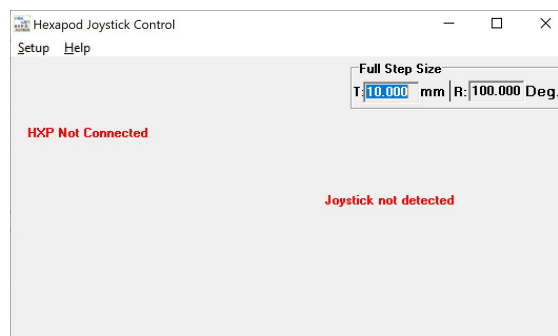 Hexapod Joystick Control
Setup Help
Full Step Size
T: 10.000 mm R: 100.000 Deg.
HXP Not Connected
Joystick not detected